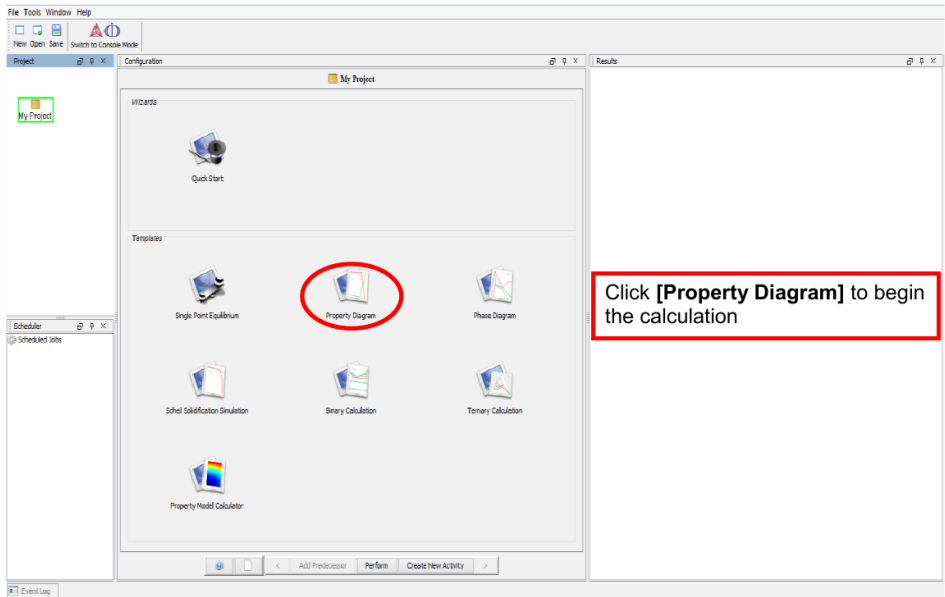 File Tools Window Help
New Open Save Switch to Console Mode
Project
Configuration
Results
My Project
My Project
Wizards
Quick Start
Templates
Single Point Equilibrium
Property Diagram
Phase Diagram
Click [Property Diagram] to begin
the calculation
Scheduler
Scheduled Jobs
Scheil Solidification Simulation
Binary Calculation
Ternary Calculation
Property Model Calculator
< Add Predecessor Perform Create New Activity >
Event Log